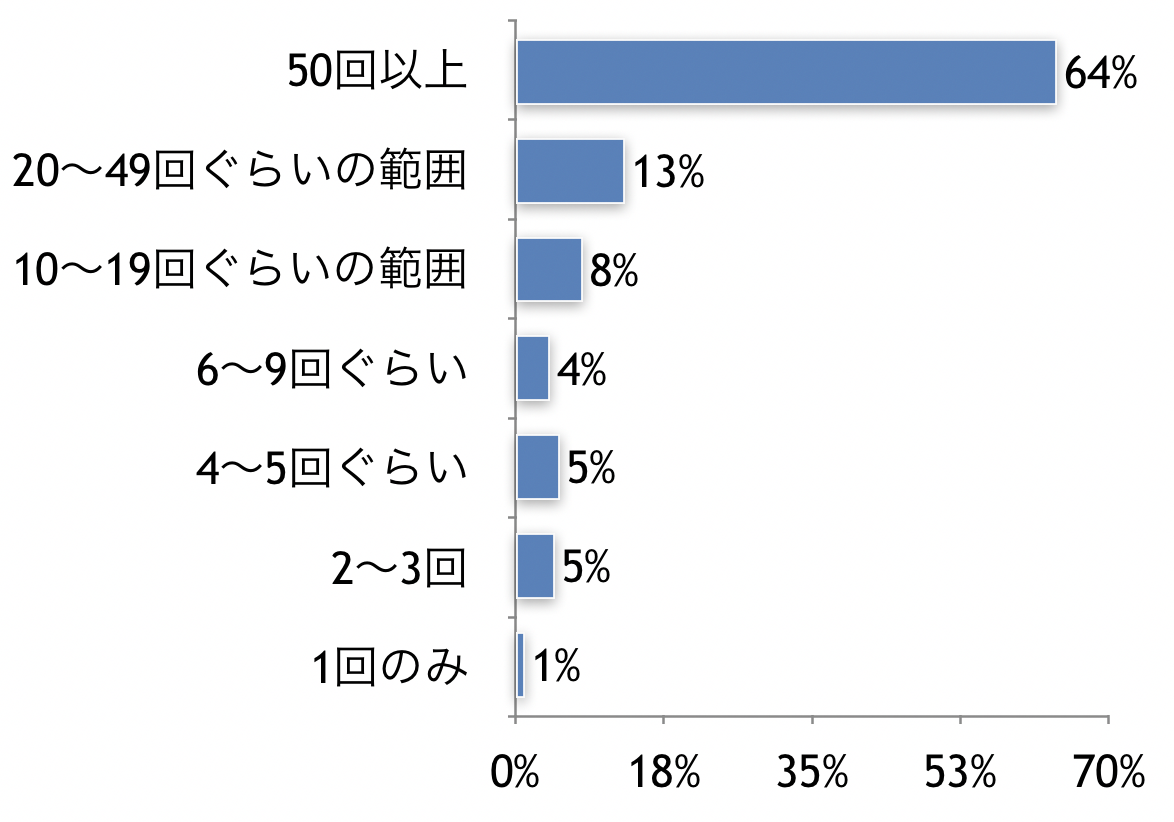 50回以上 64%
20～49回ぐらいの範囲 13%
10～19回ぐらいの範囲 8%
6～9回ぐらい 4%
4～5回ぐらい 5%
2～3回 5%
1回のみ 1%
0% 18% 35% 53% 70%